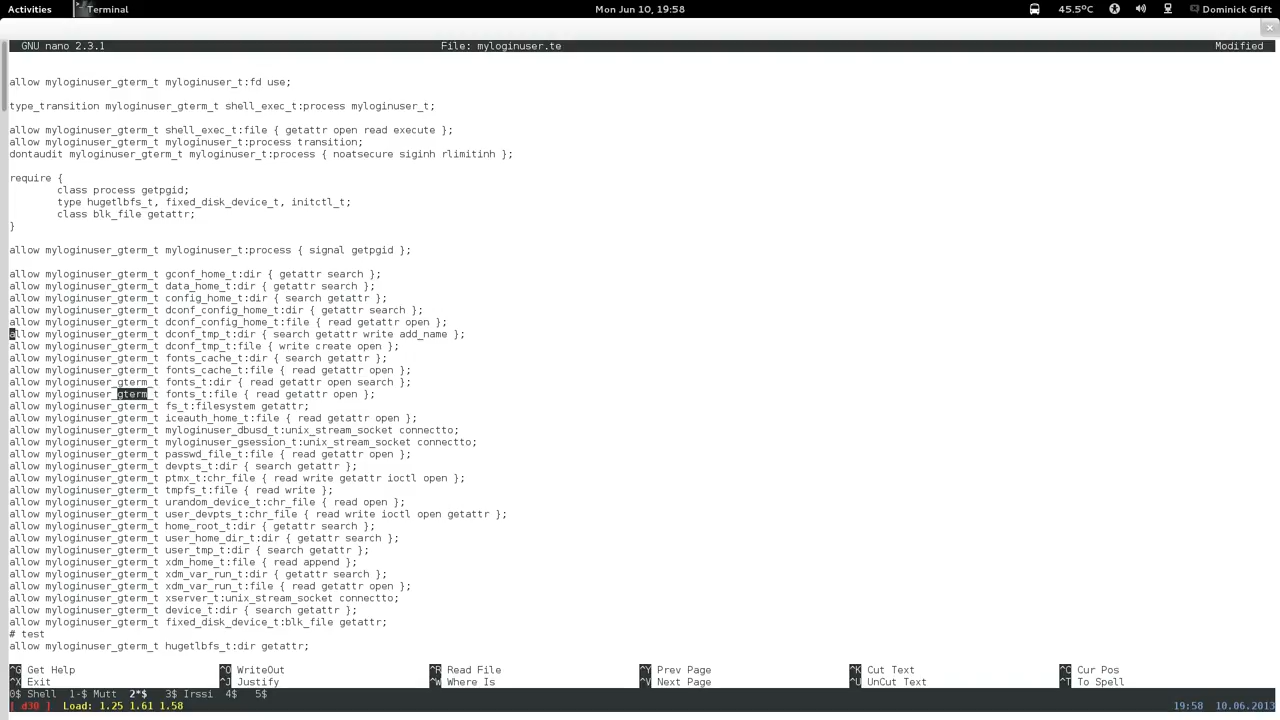 Activities Terminal Mon Jun 10, 19:58 45.5°C Dominick Grift
GNU nano 2.3.1 File: myloginuser.te Modified
allow myloginuser_gterm_t myloginuser_t:fd use;
type_transition myloginuser_gterm_t shell_exec_t:process myloginuser_t;
allow myloginuser_gterm_t shell_exec_t:file { getattr open read execute };
allow myloginuser_gterm_t myloginuser_t:process transition;
dontaudit myloginuser_gterm_t myloginuser_t:process { noatsecure siginh rlimitinh };
require {
class process getpgid;
type hugetlbfs_t, fixed_disk_device_t, initctl_t;
class blk_file getattr;
}
allow myloginuser_gterm_t myloginuser_t:process { signal getpgid };
allow myloginuser_gterm_t gconf_home_t:dir { getattr search };
allow myloginuser_gterm_t data_home_t:dir { getattr search };
allow myloginuser_gterm_t config_home_t:dir { search getattr };
allow myloginuser_gterm_t dconf_config_home_t:dir { getattr search };
allow myloginuser_gterm_t dconf_config_home_t:file { read getattr open };
allow myloginuser_gterm_t dconf_tmp_t:dir { search getattr write add_name };
allow myloginuser_gterm_t dconf_tmp_t:file { write create open };
allow myloginuser_gterm_t fonts_cache_t:dir { search getattr };
allow myloginuser_gterm_t fonts_cache_t:file { read getattr open };
allow myloginuser_gterm_t fonts_t:dir { read getattr open search };
allow myloginuser_gterm_t fonts_t:file { read getattr open };
allow myloginuser_gterm_t fs_t:filesystem getattr;
allow myloginuser_gterm_t iceauth_home_t:file { read getattr open };
allow myloginuser_gterm_t myloginuser_dbusd_t:unix_stream_socket connectto;
allow myloginuser_gterm_t myloginuser_gsession_t:unix_stream_socket connectto;
allow myloginuser_gterm_t passwd_file_t:file { read getattr open };
allow myloginuser_gterm_t devpts_t:dir { search getattr };
allow myloginuser_gterm_t ptmx_t:chr_file { read write getattr ioctl open };
allow myloginuser_gterm_t tmpfs_t:file { read write };
allow myloginuser_gterm_t urandom_device_t:chr_file { read open };
allow myloginuser_gterm_t user_devpts_t:chr_file { read write ioctl open getattr };
allow myloginuser_gterm_t home_root_t:dir { getattr search };
allow myloginuser_gterm_t user_home_dir_t:dir { getattr search };
allow myloginuser_gterm_t user_tmp_t:dir { search getattr };
allow myloginuser_gterm_t xdm_home_t:file { read append };
allow myloginuser_gterm_t xdm_var_run_t:dir { getattr search };
allow myloginuser_gterm_t xdm_var_run_t:file { read getattr open };
allow myloginuser_gterm_t xserver_t:unix_stream_socket connectto;
allow myloginuser_gterm_t device_t:dir { search getattr };
allow myloginuser_gterm_t fixed_disk_device_t:blk_file getattr;
# test
allow myloginuser_gterm_t hugetlbfs_t:dir getattr;
^G Get Help ^O WriteOut ^R Read File ^Y Prev Page ^K Cut Text ^C Cur Pos
^X Exit ^J Justify ^W Where Is ^V Next Page ^U UnCut Text ^T To Spell
0$ Shell 1-$ Mutt 2*$ 3$ Irssi 4$ 5$
[ d30 ] Load: 1.25 1.61 1.58 19:58 10.06.2013